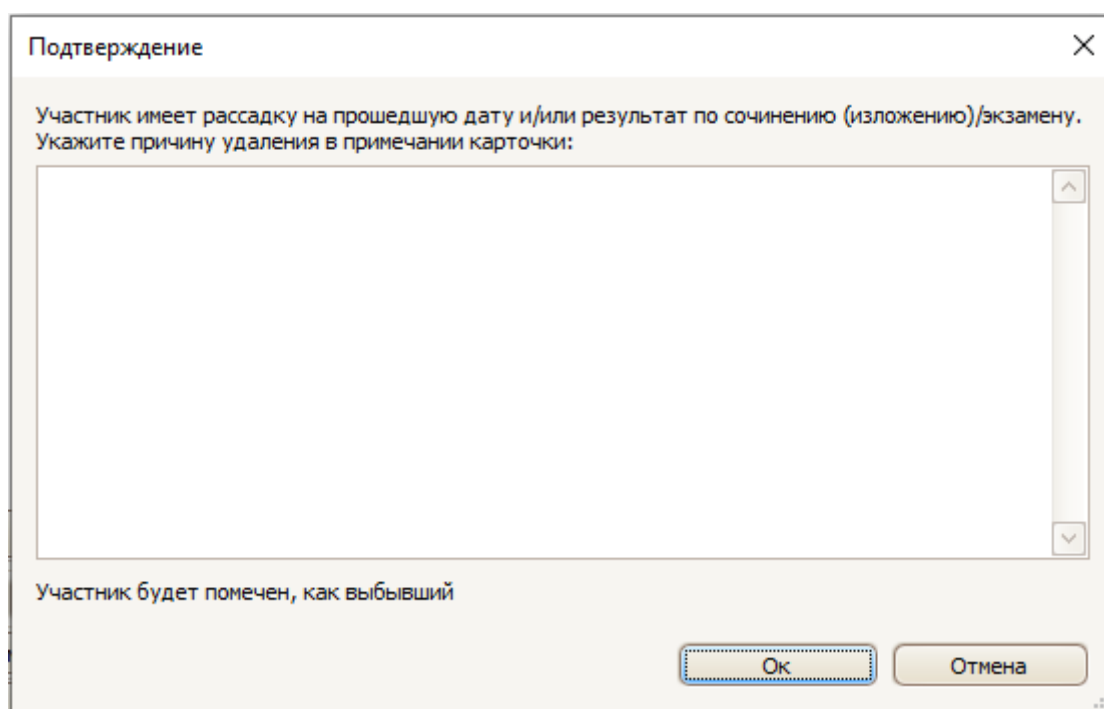 Подтверждение
Участник имеет рассадку на прошедшую дату и/или результат по сочинению (изложению)/экзамену.
Укажите причину удаления в примечании карточки:
Участник будет помечен, как выбывший
Ок
Отмена